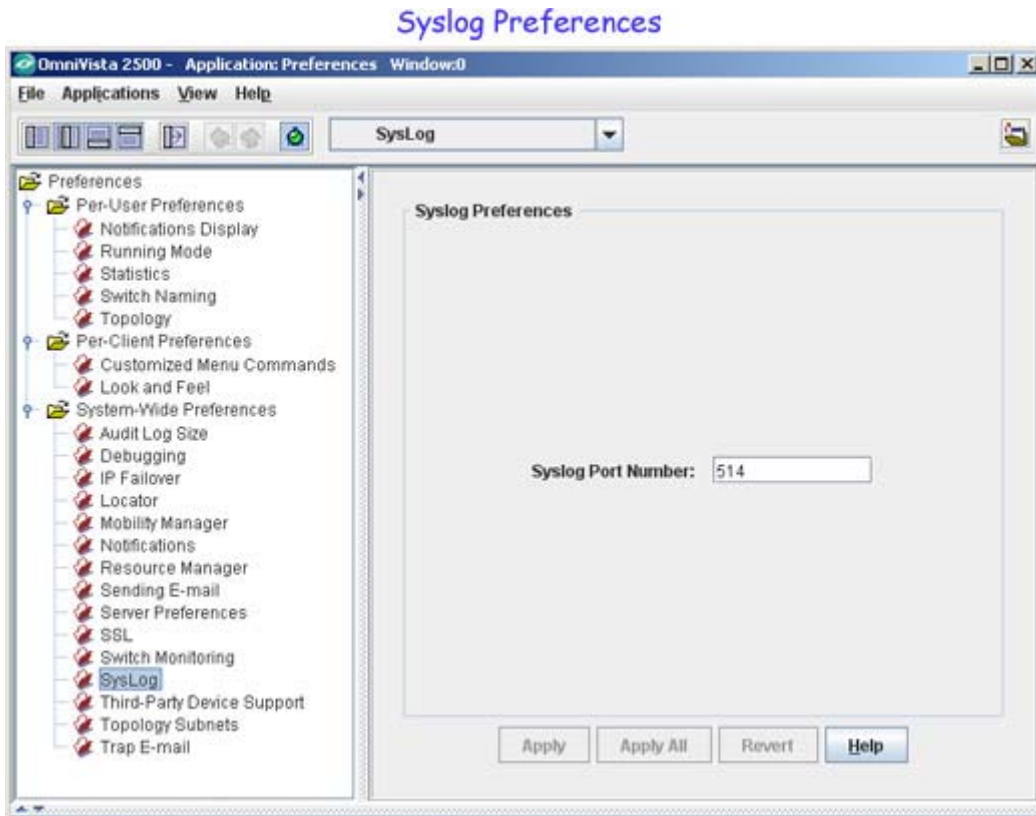 Syslog Preferences
OmniVista 2500 - Application: Preferences Window:0
File Applications View Help
SysLog
Preferences
Per-User Preferences
Notifications Display
Running Mode
Statistics
Switch Naming
Topology
Per-Client Preferences
Customized Menu Commands
Look and Feel
System-Wide Preferences
Audit Log Size
Debugging
IP Failover
Locator
Mobility Manager
Notifications
Resource Manager
Sending E-mail
Server Preferences
SSL
Switch Monitoring
SysLog
Third-Party Device Support
Topology Subnets
Trap E-mail
Syslog Preferences
Syslog Port Number: 514
Apply Apply All Revert Help